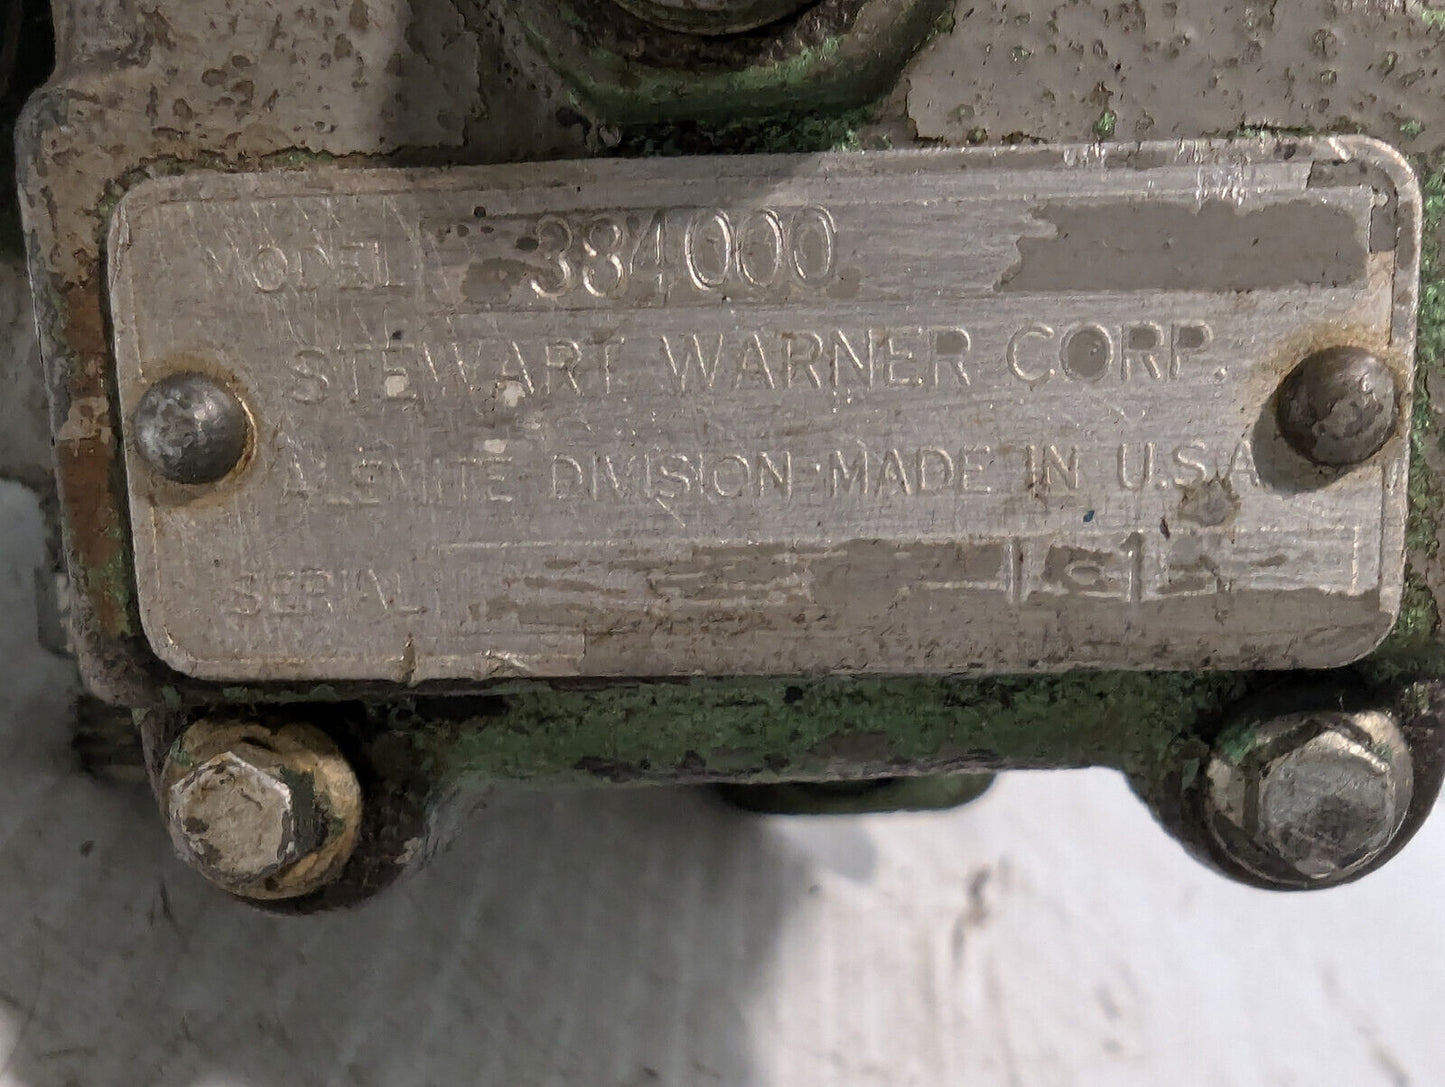 MODEL 384000
STEWART WARNER CORP.
ALEMITE DIVISION-MADE IN U.S.A
SERIAL